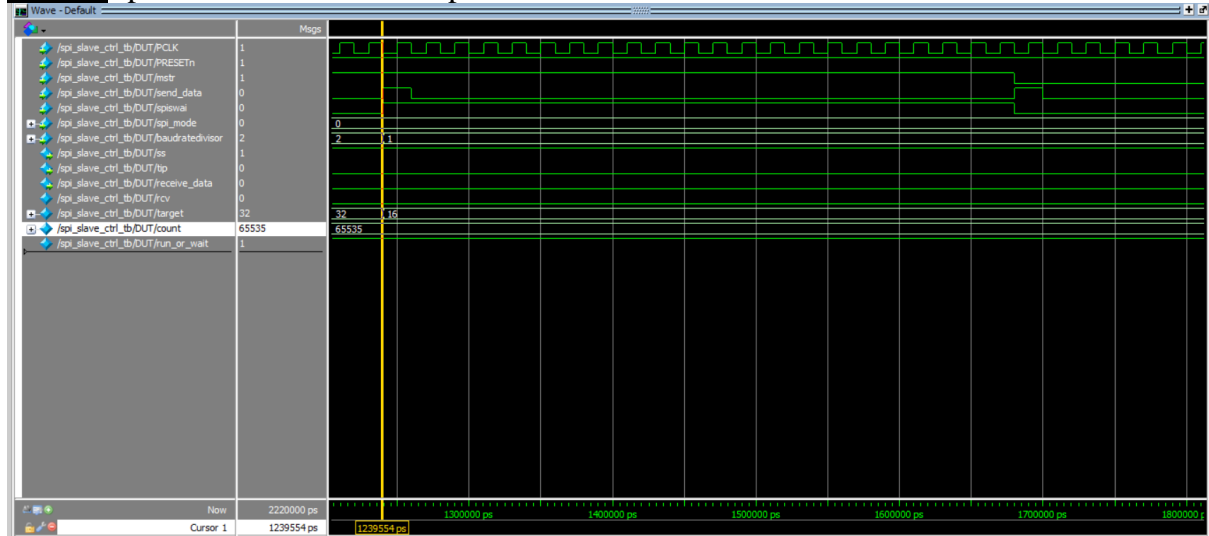 Wave - Default
Msgs
/spi_slave_ctrl_tb/DUT/PCLK 1
/spi_slave_ctrl_tb/DUT/PRESETn 1
/spi_slave_ctrl_tb/DUT/mstr 1
/spi_slave_ctrl_tb/DUT/send_data 0
/spi_slave_ctrl_tb/DUT/spiswai 0
/spi_slave_ctrl_tb/DUT/spi_mode 0 0
/spi_slave_ctrl_tb/DUT/baudratedivisor 2 2 1
/spi_slave_ctrl_tb/DUT/ss 1
/spi_slave_ctrl_tb/DUT/tip 0
/spi_slave_ctrl_tb/DUT/receive_data 0
/spi_slave_ctrl_tb/DUT/rcv 0
/spi_slave_ctrl_tb/DUT/target 32 32 16
/spi_slave_ctrl_tb/DUT/count 65535 65535
/spi_slave_ctrl_tb/DUT/run_or_wait 1
Now 2220000 ps 1300000 ps 1400000 ps 1500000 ps 1600000 ps 1700000 ps 1800000 p
Cursor 1 1239554 ps 1239554 ps